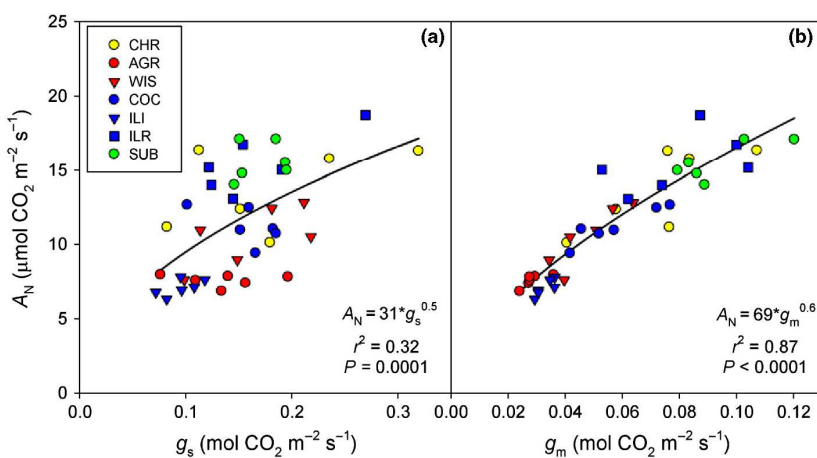 (a)
(b)
25
20
15
10
5
0
A_N (μmol CO₂ m⁻² s⁻¹)
CHR
AGR
WIS
COC
ILI
ILR
SUB
A_N = 31*g_s^0.5
r² = 0.32
P = 0.0001
A_N = 69*g_m^0.6
r² = 0.87
P < 0.0001
0.0 0.1 0.2 0.3 0.00 0.02 0.04 0.06 0.08 0.10 0.12
g_s (mol CO₂ m⁻² s⁻¹)
g_m (mol CO₂ m⁻² s⁻¹)